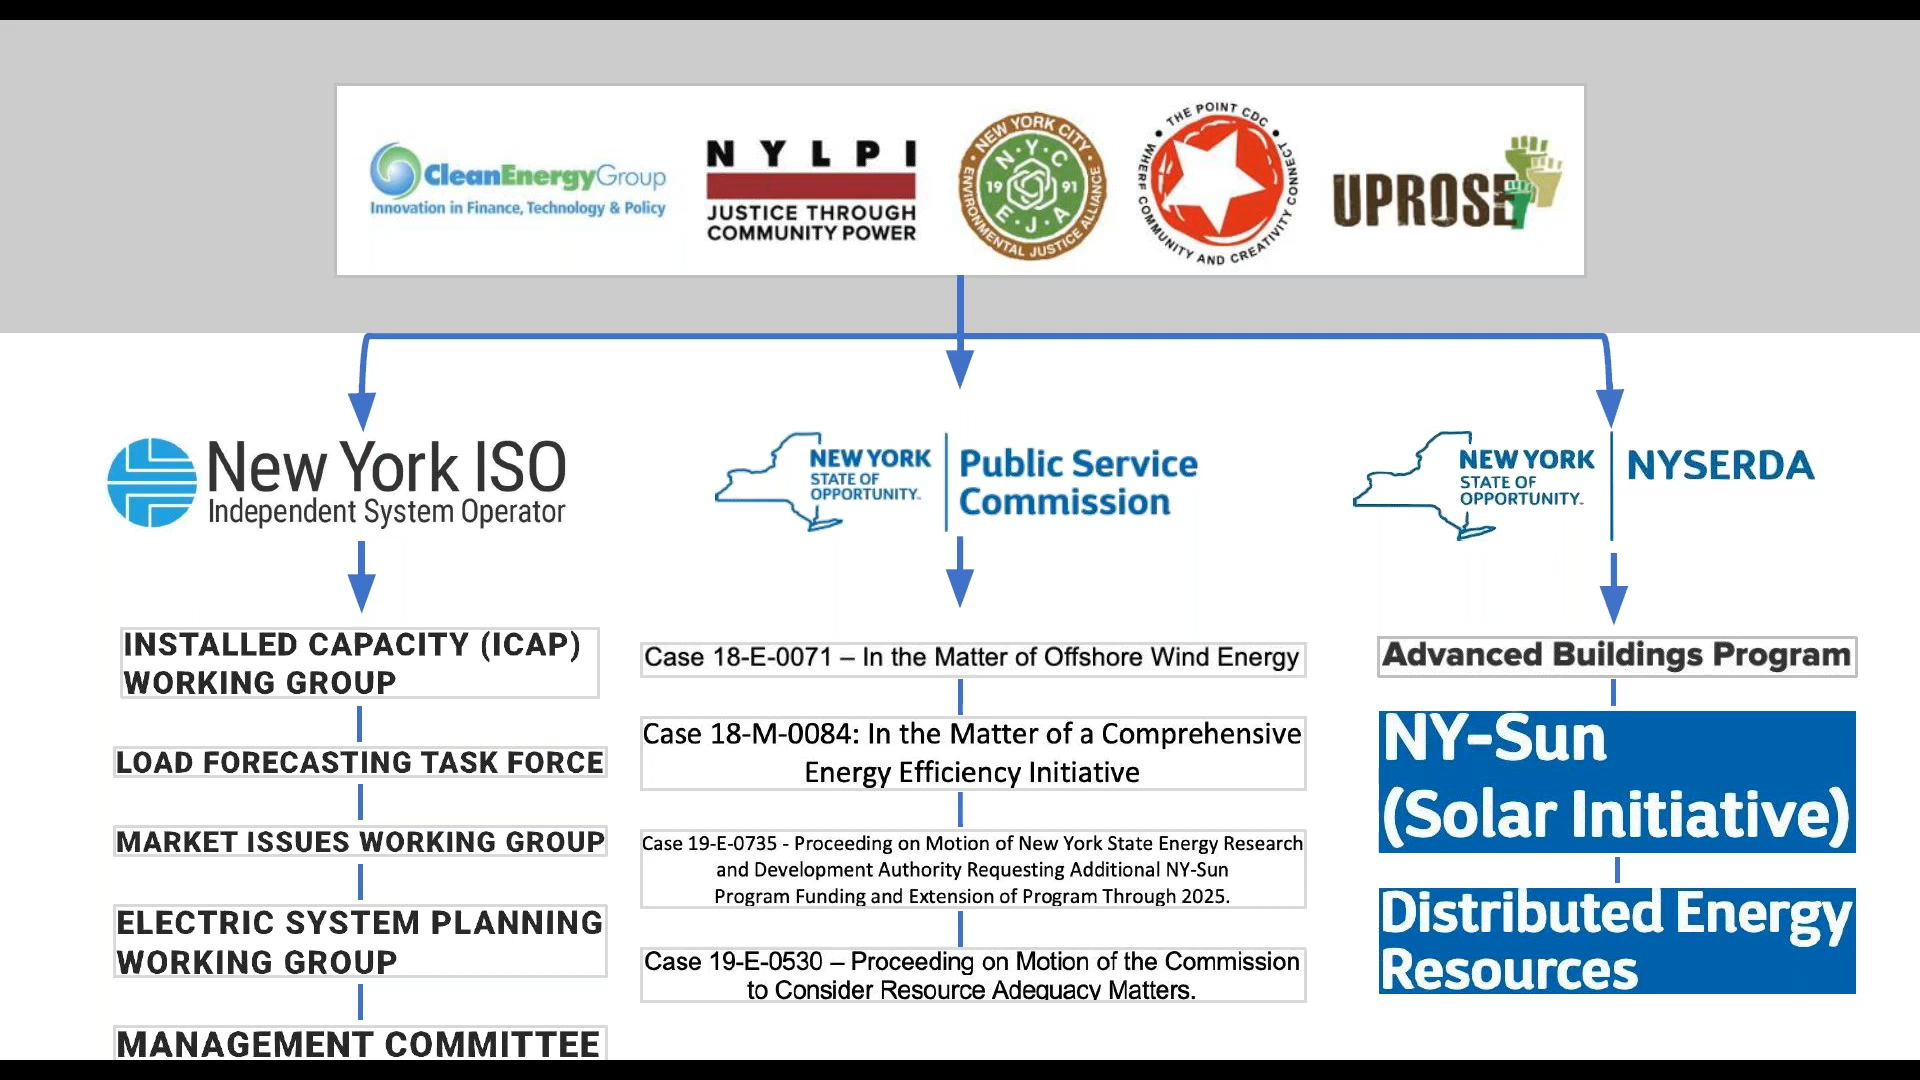 CleanEnergyGroup
Innovation in Finance, Technology & Policy
NYLPI
JUSTICE THROUGH
COMMUNITY POWER
NEW YORK CITY
N·Y·C
19 91
E·J·A
ENVIRONMENTAL JUSTICE ALLIANCE
THE POINT CDC
WHERE COMMUNITY AND CREATIVITY CONNECT
UPROSE
New York ISO
Independent System Operator
NEW YORK
STATE OF
OPPORTUNITY.
Public Service
Commission
NEW YORK
STATE OF
OPPORTUNITY.
NYSERDA
INSTALLED CAPACITY (ICAP)
WORKING GROUP
LOAD FORECASTING TASK FORCE
MARKET ISSUES WORKING GROUP
ELECTRIC SYSTEM PLANNING
WORKING GROUP
MANAGEMENT COMMITTEE
Case 18-E-0071 – In the Matter of Offshore Wind Energy
Case 18-M-0084: In the Matter of a Comprehensive
Energy Efficiency Initiative
Case 19-E-0735 - Proceeding on Motion of New York State Energy Research
and Development Authority Requesting Additional NY-Sun
Program Funding and Extension of Program Through 2025.
Case 19-E-0530 – Proceeding on Motion of the Commission
to Consider Resource Adequacy Matters.
Advanced Buildings Program
NY-Sun
(Solar Initiative)
Distributed Energy
Resources